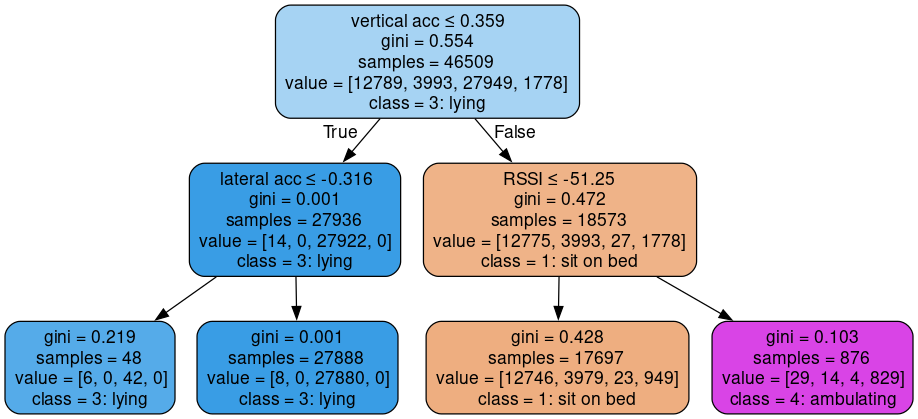 vertical acc ≤ 0.359
gini = 0.554
samples = 46509
value = [12789, 3993, 27949, 1778]
class = 3: lying
True
False
lateral acc ≤ -0.316
gini = 0.001
samples = 27936
value = [14, 0, 27922, 0]
class = 3: lying
RSSI ≤ -51.25
gini = 0.472
samples = 18573
value = [12775, 3993, 27, 1778]
class = 1: sit on bed
gini = 0.219
samples = 48
value = [6, 0, 42, 0]
class = 3: lying
gini = 0.001
samples = 27888
value = [8, 0, 27880, 0]
class = 3: lying
gini = 0.428
samples = 17697
value = [12746, 3979, 23, 949]
class = 1: sit on bed
gini = 0.103
samples = 876
value = [29, 14, 4, 829]
class = 4: ambulating